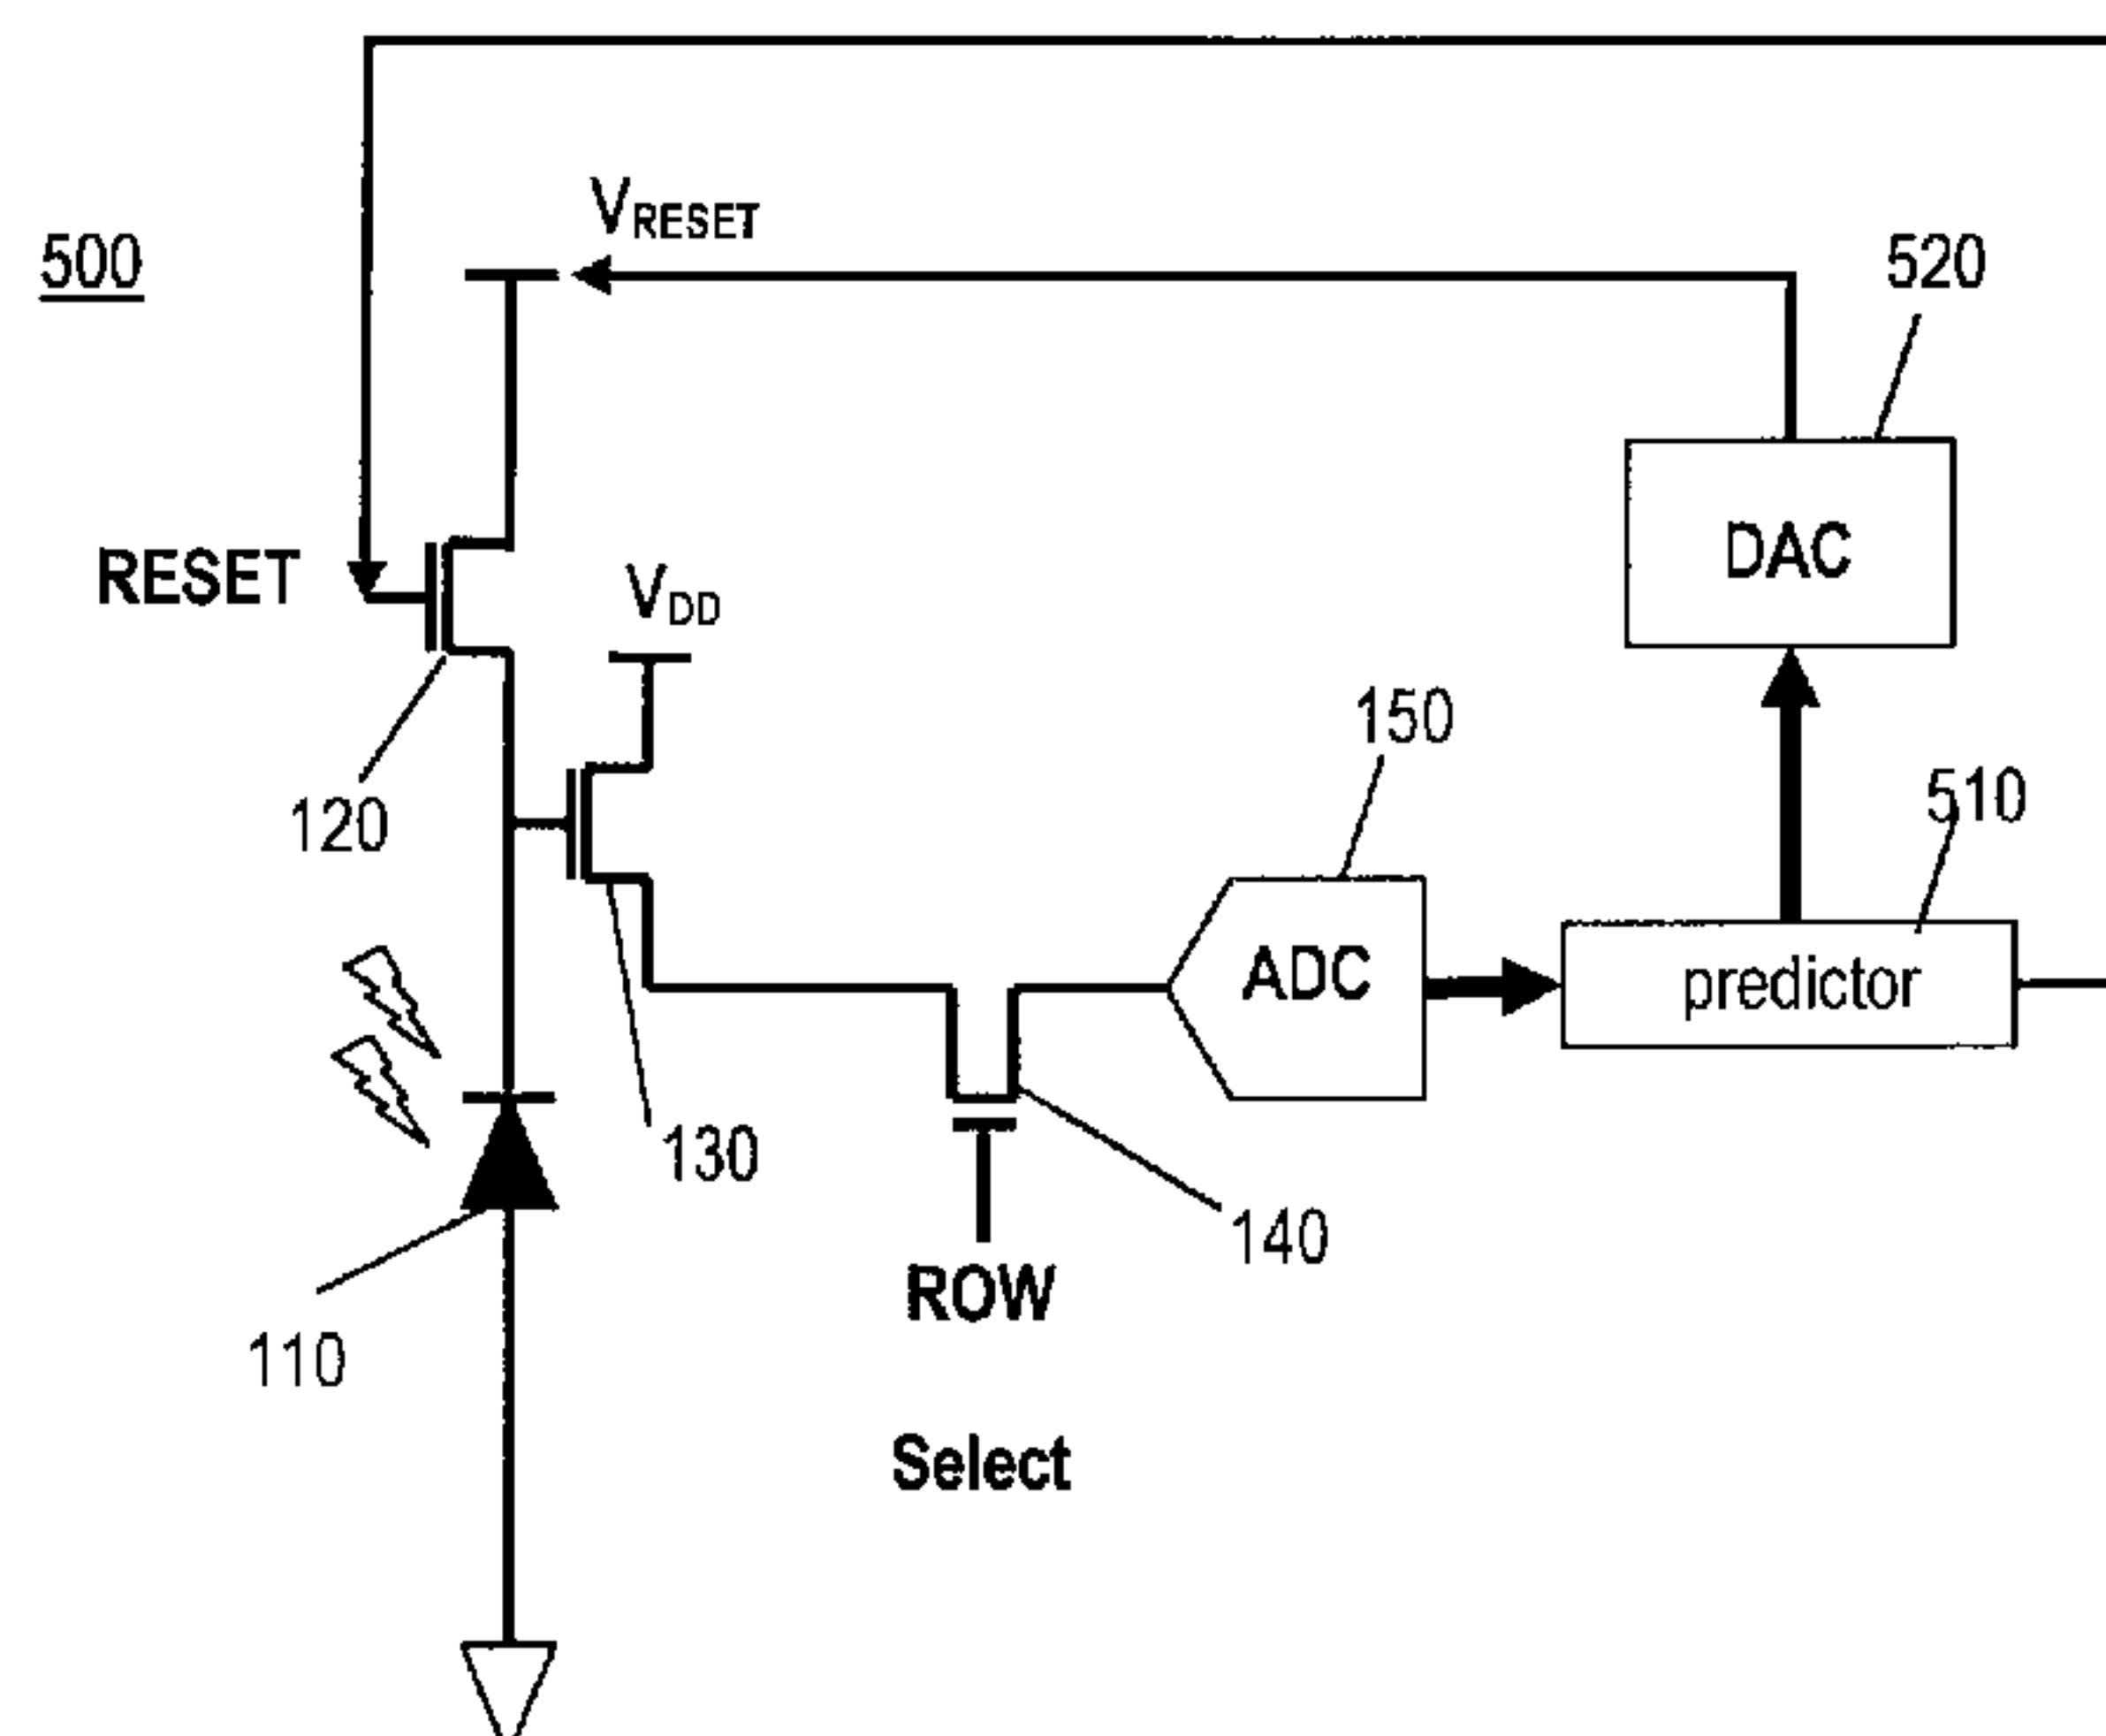 500
VRESET
520
RESET
VDD
DAC
150
510
120
ADC
predictor
130
140
ROW
110
Select